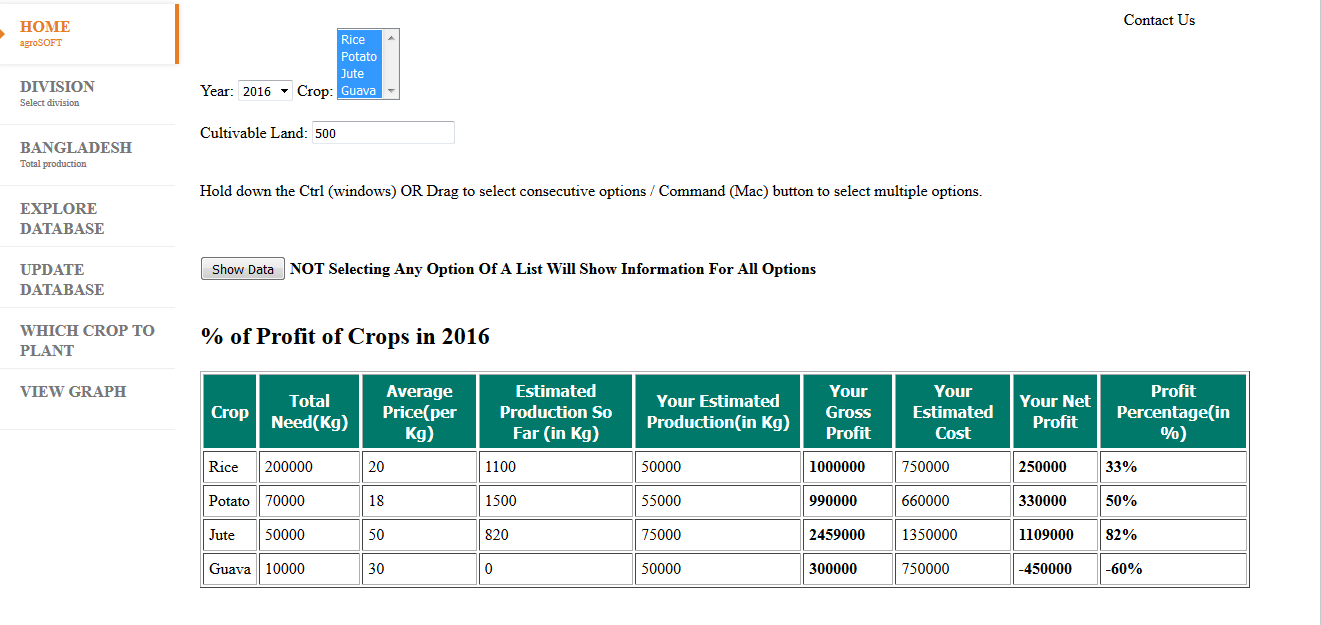 HOME
agroSOFT
DIVISION
Select division
BANGLADESH
Total production
EXPLORE
DATABASE
UPDATE
DATABASE
WHICH CROP TO
PLANT
VIEW GRAPH
Contact Us
Rice
Potato
Jute
Guava
Year: 2016 Crop:
Cultivable Land: 500
Hold down the Ctrl (windows) OR Drag to select consecutive options / Command (Mac) button to select multiple options.
Show Data NOT Selecting Any Option Of A List Will Show Information For All Options
% of Profit of Crops in 2016
Crop Total Need(Kg) Average Price(per Kg) Estimated Production So Far (in Kg) Your Estimated Production(in Kg) Your Gross Profit Your Estimated Cost Your Net Profit Profit Percentage(in %)
Rice 200000 20 1100 50000 1000000 750000 250000 33%
Potato 70000 18 1500 55000 990000 660000 330000 50%
Jute 50000 50 820 75000 2459000 1350000 1109000 82%
Guava 10000 30 0 50000 300000 750000 -450000 -60%